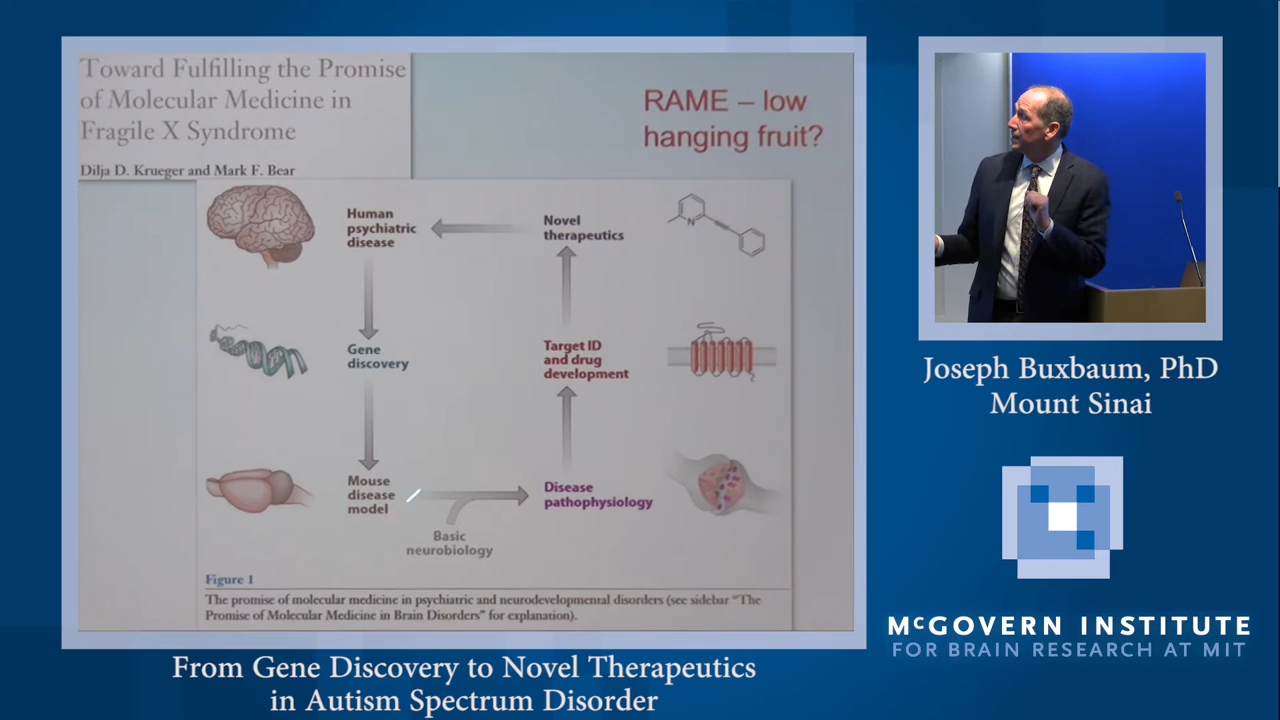 Toward Fulfilling the Promise
of Molecular Medicine in
Fragile X Syndrome
Dilja D. Krueger and Mark F. Bear
RAME – low
hanging fruit?
Human
psychiatric
disease
Novel
therapeutics
N
Gene
discovery
Target ID
and drug
development
Mouse
disease
model
Disease
pathophysiology
Basic
neurobiology
Figure 1
The promise of molecular medicine in psychiatric and neurodevelopmental disorders (see sidebar “The
Promise of Molecular Medicine in Brain Disorders” for explanation).
Joseph Buxbaum, PhD
Mount Sinai
McGOVERN INSTITUTE
FOR BRAIN RESEARCH AT MIT
From Gene Discovery to Novel Therapeutics
in Autism Spectrum Disorder